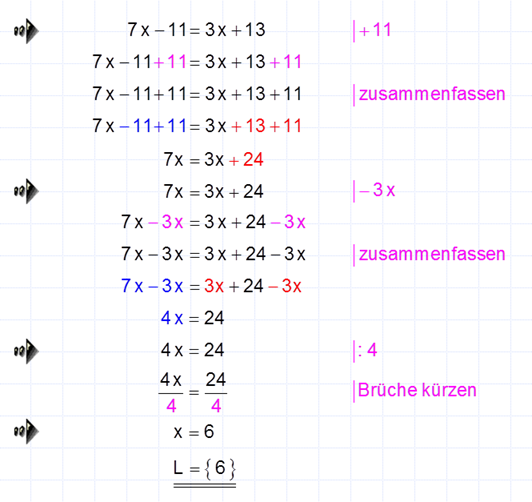 7x − 11 = 3x + 13 | + 11
7x − 11 + 11 = 3x + 13 + 11
7x − 11 + 11 = 3x + 13 + 11 | zusammenfassen
7x − 11 + 11 = 3x + 13 + 11
7x = 3x + 24
7x = 3x + 24 | − 3x
7x − 3x = 3x + 24 − 3x
7x − 3x = 3x + 24 − 3x | zusammenfassen
7x − 3x = 3x + 24 − 3x
4x = 24
4x = 24 | : 4
4x/4 = 24/4 | Brüche kürzen
x = 6
L = {6}